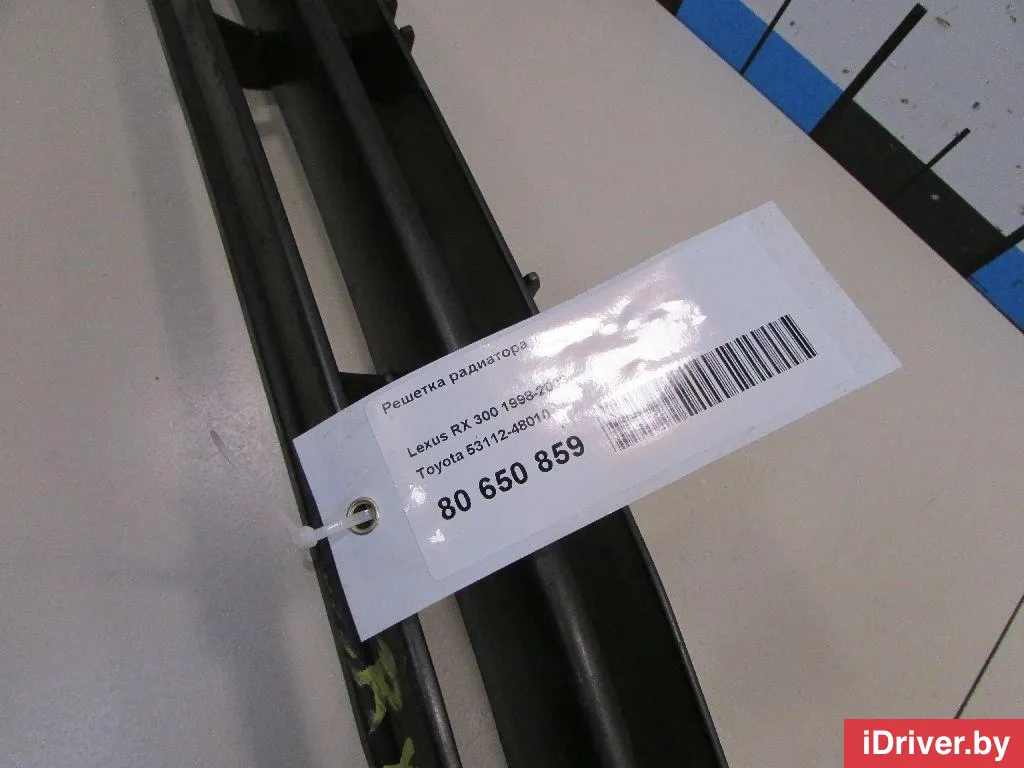 Решетка радиатора
Lexus RX 300 1998-2003
Toyota 53112-48010
80 650 859
iDriver.by